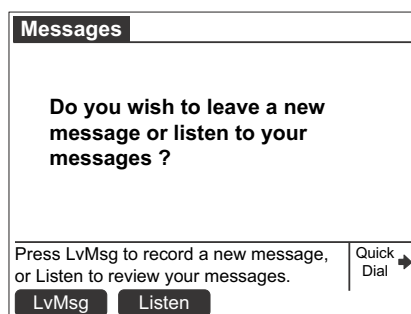 Messages
Do you wish to leave a new
message or listen to your
messages ?
Press LvMsg to record a new message,
or Listen to review your messages.
Quick
Dial
LvMsg Listen